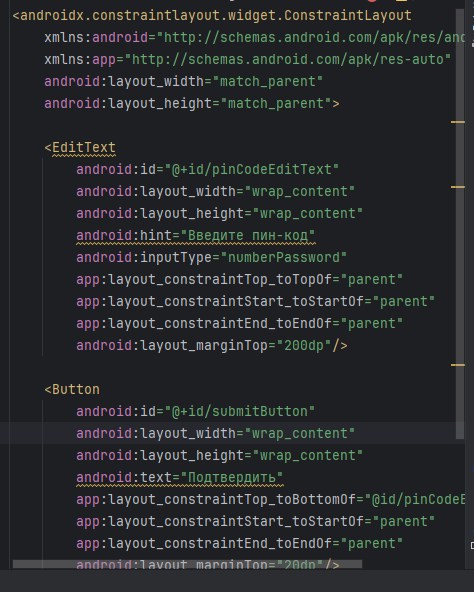 <androidx.constraintlayout.widget.ConstraintLayout
xmlns:android="http://schemas.android.com/apk/res/and
xmlns:app="http://schemas.android.com/apk/res-auto"
android:layout_width="match_parent"
android:layout_height="match_parent">
<EditText
android:id="@+id/pinCodeEditText"
android:layout_width="wrap_content"
android:layout_height="wrap_content"
android:hint="Введите пин-код"
android:inputType="numberPassword"
app:layout_constraintTop_toTopOf="parent"
app:layout_constraintStart_toStartOf="parent"
app:layout_constraintEnd_toEndOf="parent"
android:layout_marginTop="200dp"/>
<Button
android:id="@+id/submitButton"
android:layout_width="wrap_content"
android:layout_height="wrap_content"
android:text="Подтвердить"
app:layout_constraintTop_toBottomOf="@id/pinCodeE
app:layout_constraintStart_toStartOf="parent"
app:layout_constraintEnd_toEndOf="parent"
android:layout_marginTop="20dp"/>